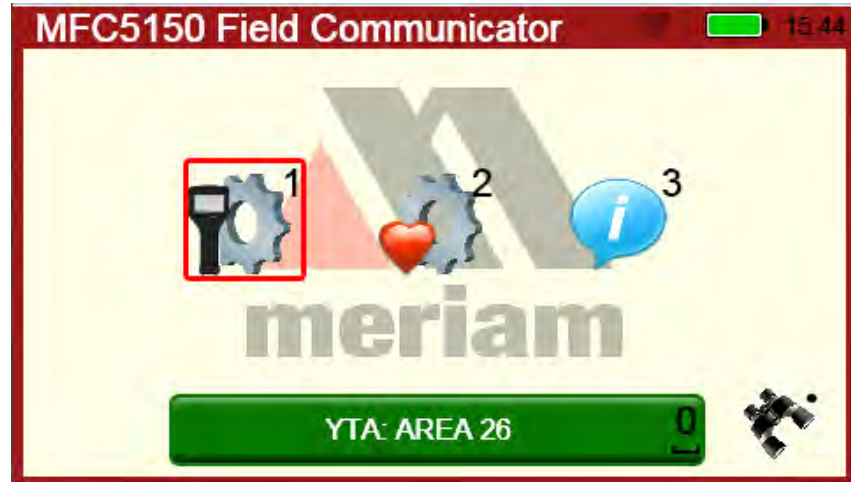 MFC5150 Field Communicator 15:44
1 2 3
i
meriam
YTA: AREA 26 0